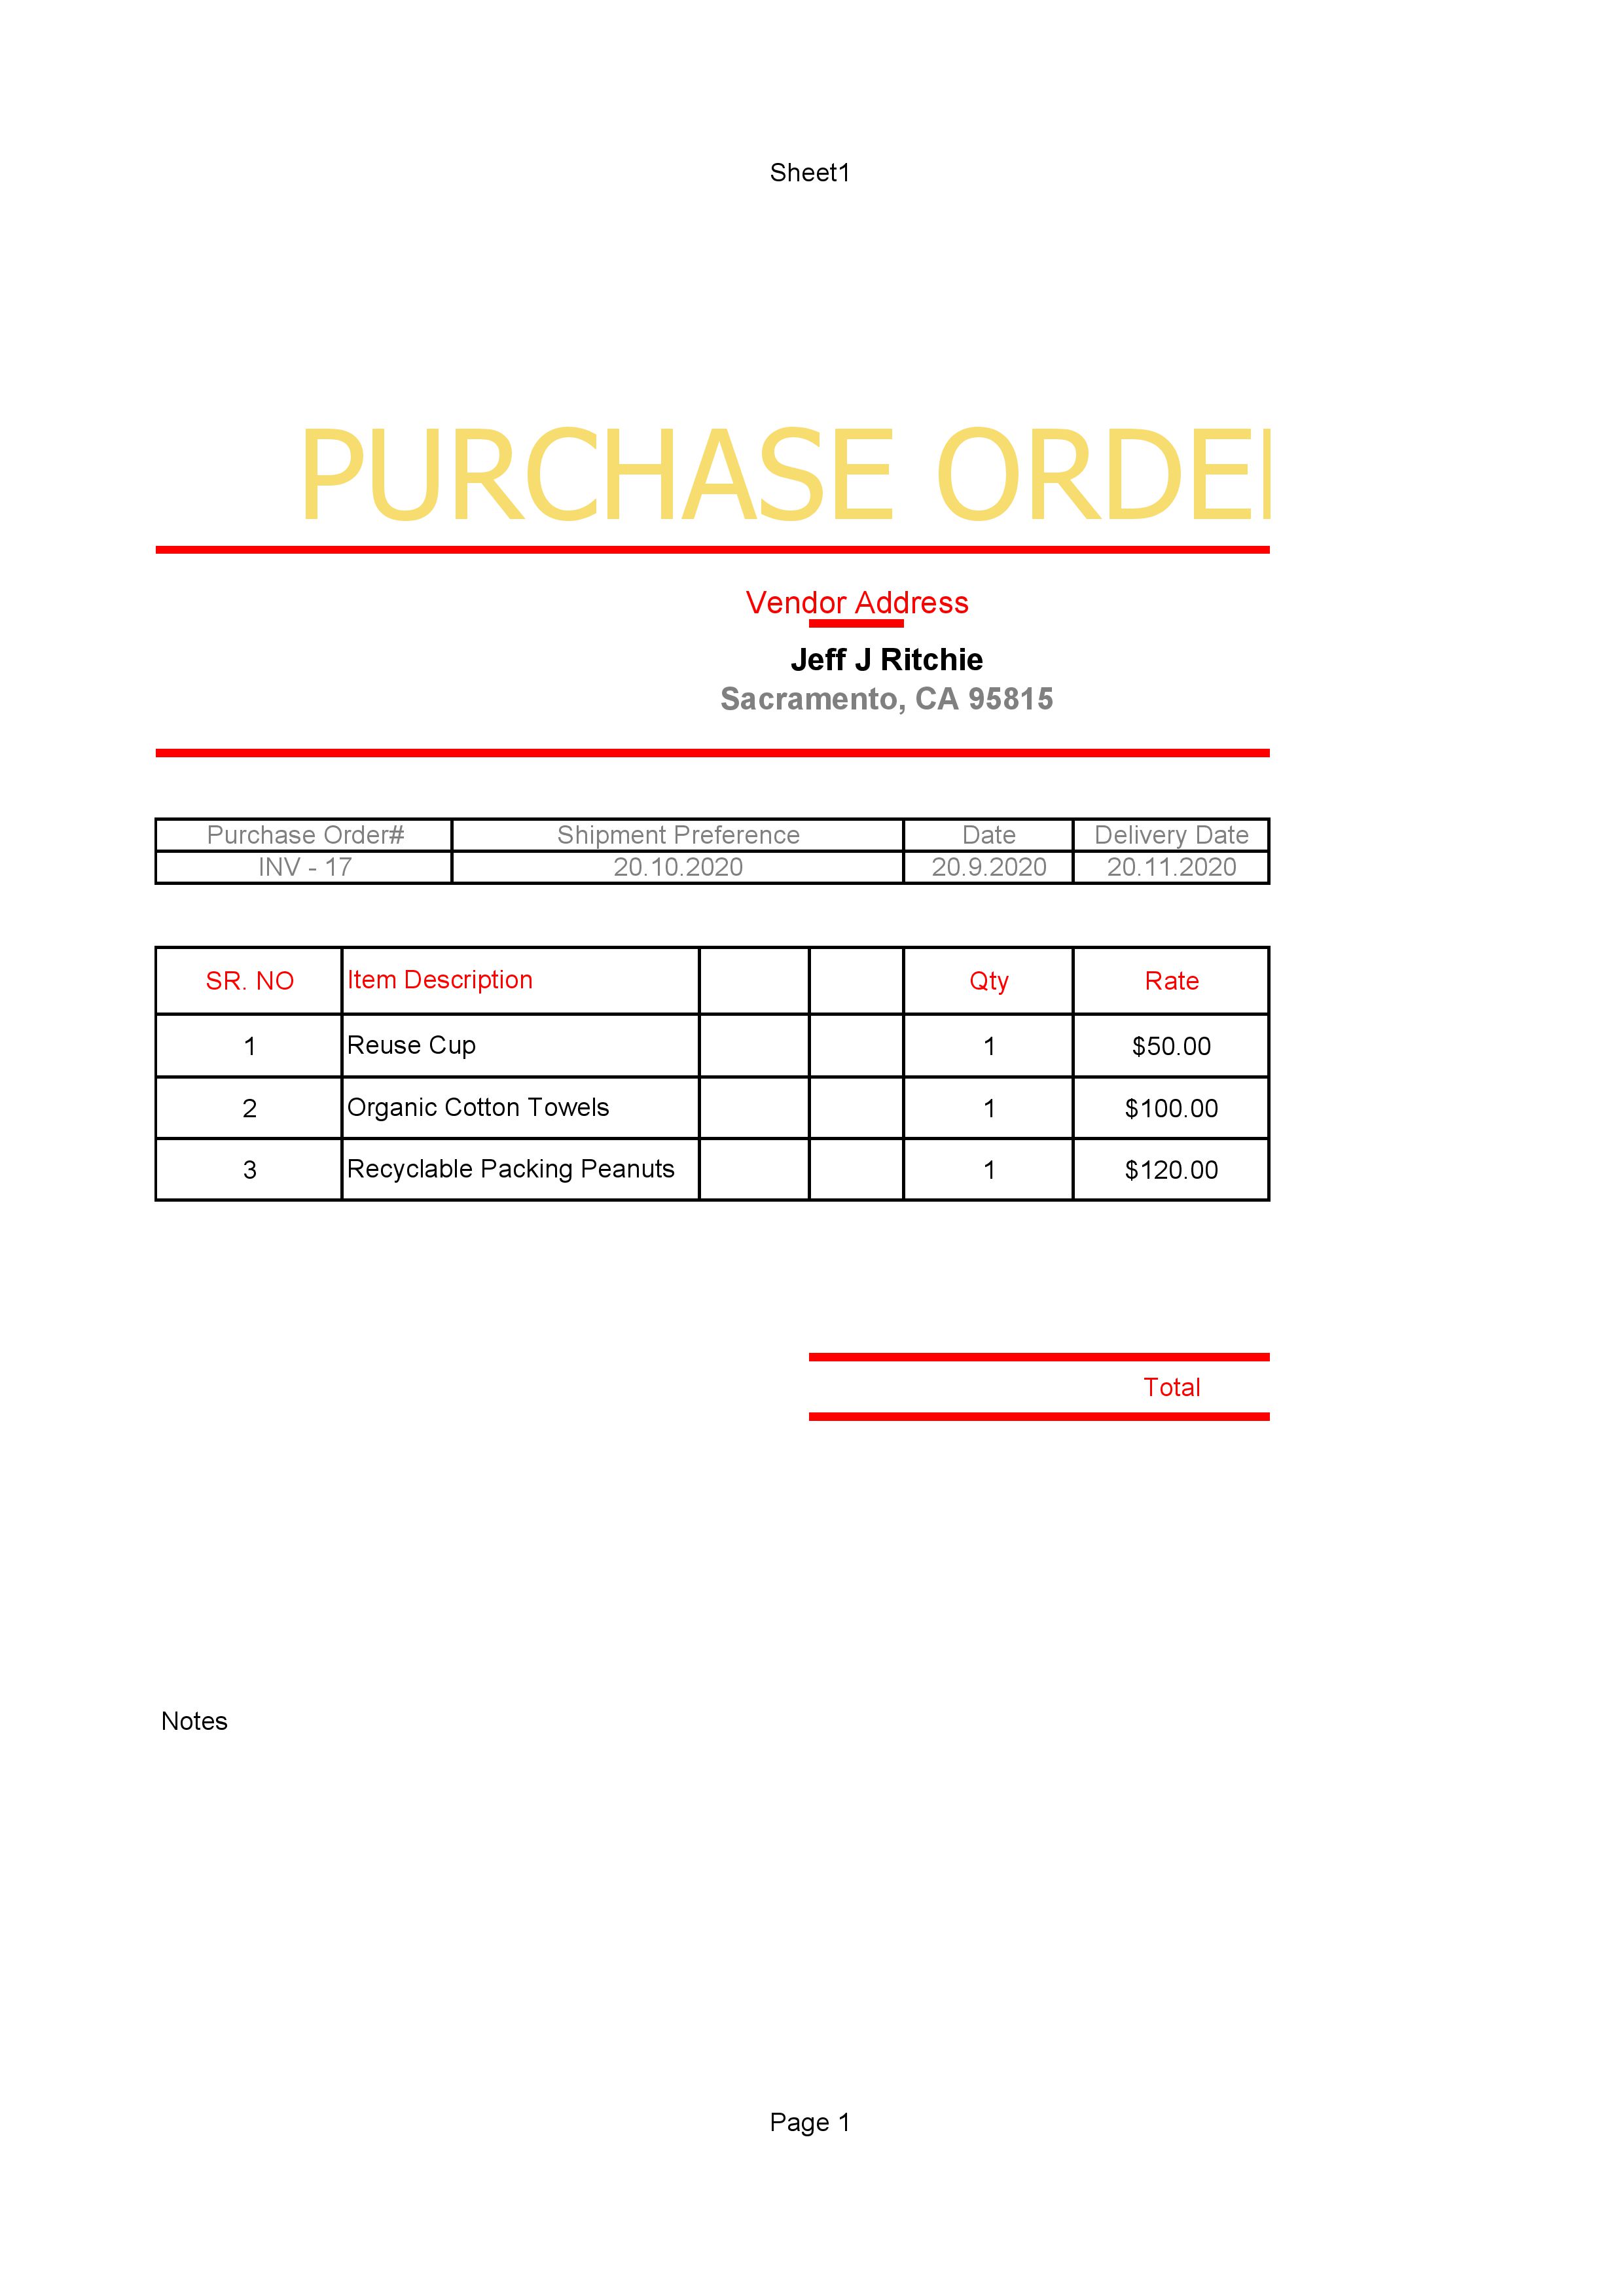 Sheet1
PURCHASE ORDE
Vendor Address
Jeff J Ritchie
Sacramento, CA 95815
Purchase Order# Shipment Preference Date Delivery Date
INV - 17 20.10.2020 20.9.2020 20.11.2020
SR. NO Item Description Qty Rate
1 Reuse Cup 1 $50.00
2 Organic Cotton Towels 1 $100.00
3 Recyclable Packing Peanuts 1 $120.00
Total
Notes
Page 1